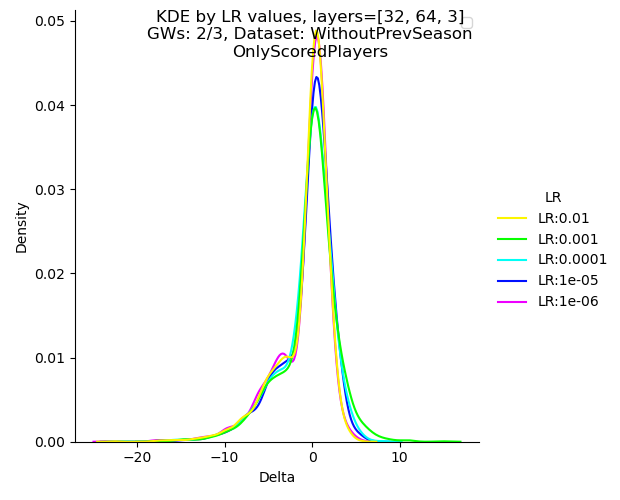 KDE by LR values, layers=[32, 64, 3]
GWs: 2/3, Dataset: WithoutPrevSeason
OnlyScoredPlayers
0.05
0.04
0.03
0.02
0.01
0.00
Density
−20
−10
0
10
Delta
LR
LR:0.01
LR:0.001
LR:0.0001
LR:1e-05
LR:1e-06